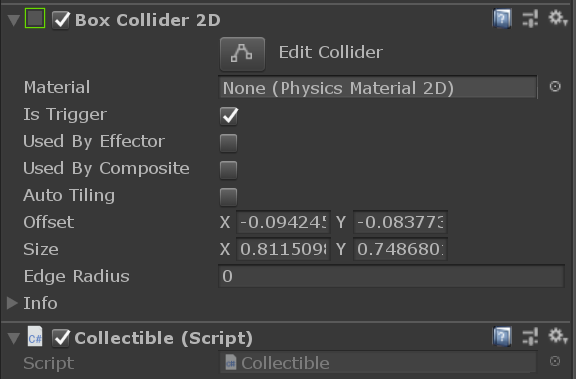 Box Collider 2D
Edit Collider
Material None (Physics Material 2D)
Is Trigger
Used By Effector
Used By Composite
Auto Tiling
Offset X -0.094245 Y -0.083773
Size X 0.8115098 Y 0.748680
Edge Radius 0
Info
C# Collectible (Script)
Script Collectible